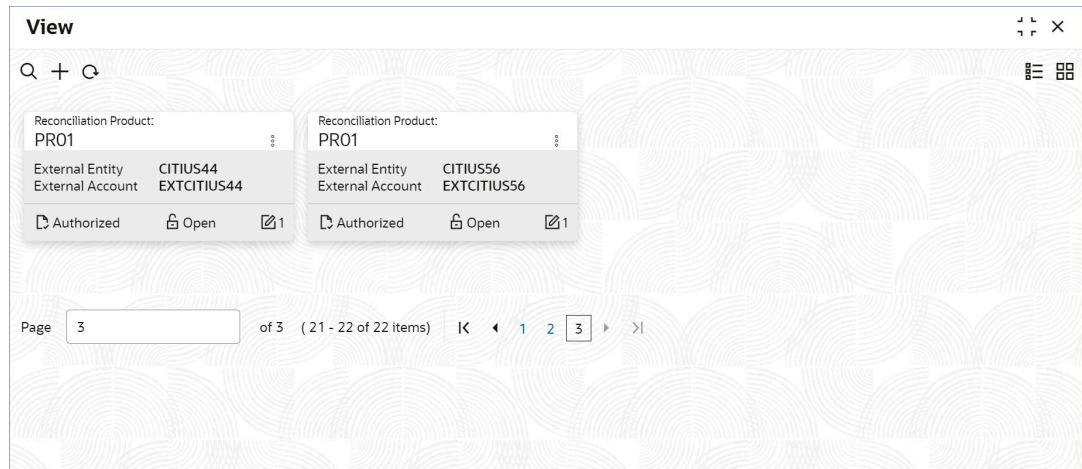 View
Reconciliation Product:
PR01
External Entity CITIUS44
External Account EXTCITIUS44
Authorized Open 1
Reconciliation Product:
PR01
External Entity CITIUS56
External Account EXTCITIUS56
Authorized Open 1
Page 3 of 3 ( 21 - 22 of 22 items) 1 2 3